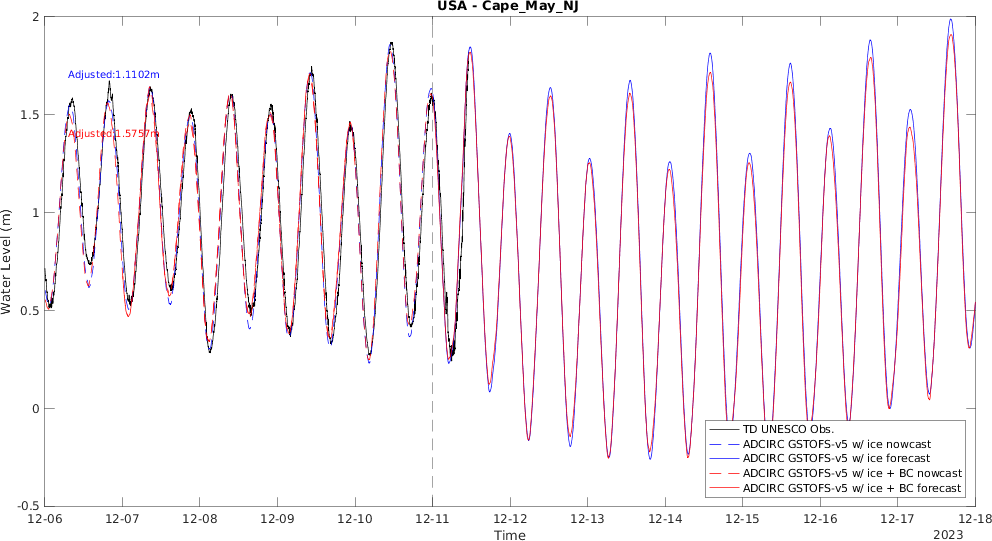 USA - Cape_May_NJ
2
1.5
1
0.5
0
-0.5
Water Level (m)
Adjusted:1.1102m
Adjusted:1.5757m
TD UNESCO Obs.
ADCIRC GSTOFS-v5 w/ ice nowcast
ADCIRC GSTOFS-v5 w/ ice forecast
ADCIRC GSTOFS-v5 w/ ice + BC nowcast
ADCIRC GSTOFS-v5 w/ ice + BC forecast
12-06 12-07 12-08 12-09 12-10 12-11 12-12 12-13 12-14 12-15 12-16 12-17 12-18
Time
2023